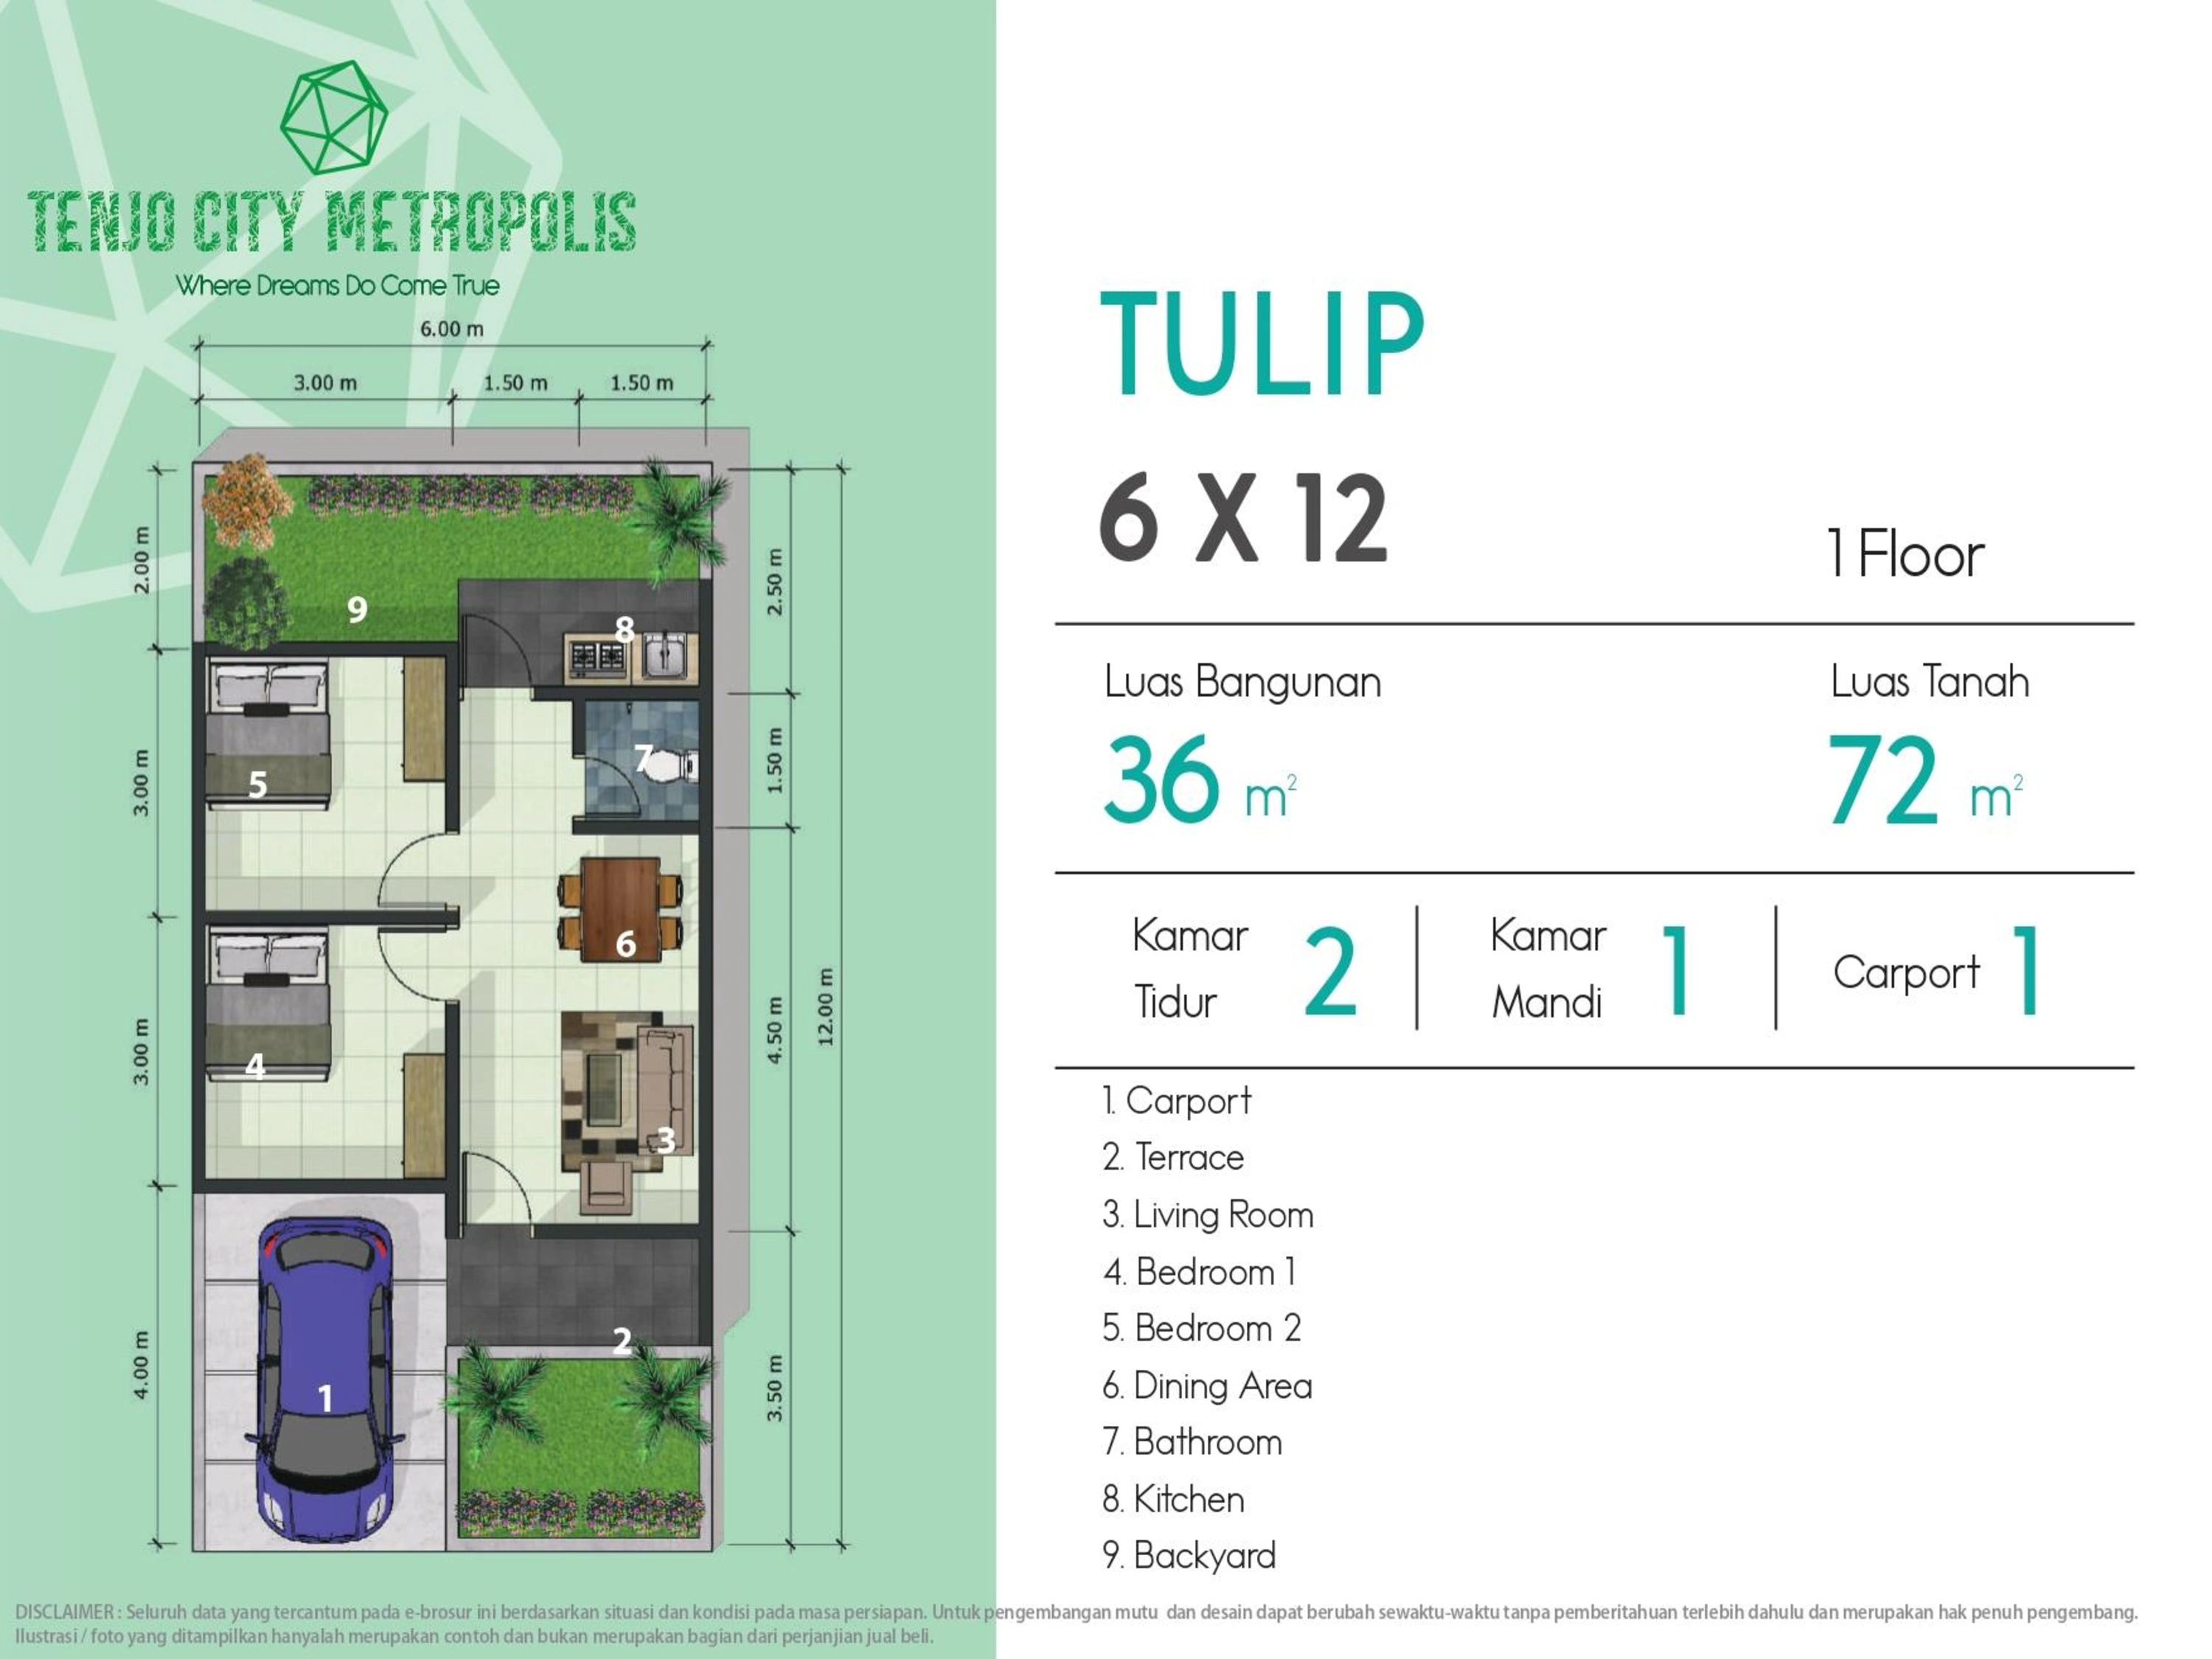 TENJO CITY METROPOLIS
Where Dreams Do Come True
6.00 m
3.00 m
1.50 m
1.50 m
2.00 m
3.00 m
3.00 m
4.00 m
2.50 m
1.50 m
4.50 m
3.50 m
12.00 m
9
8
7
5
6
4
3
2
1
TULIP
6 X 12
1 Floor
Luas Bangunan
36 m²
Luas Tanah
72 m²
Kamar
Tidur
2
Kamar
Mandi
1
Carport 1
1. Carport
2. Terrace
3. Living Room
4. Bedroom 1
5. Bedroom 2
6. Dining Area
7. Bathroom
8. Kitchen
9. Backyard
DISCLAIMER : Seluruh data yang tercantum pada e-brosur ini berdasarkan situasi dan kondisi pada masa persiapan. Untuk pengembangan mutu dan desain dapat berubah sewaktu-waktu tanpa pemberitahuan terlebih dahulu dan merupakan hak penuh pengembang.
Ilustrasi / foto yang ditampilkan hanyalah merupakan contoh dan bukan merupakan bagian dari perjanjian jual beli.